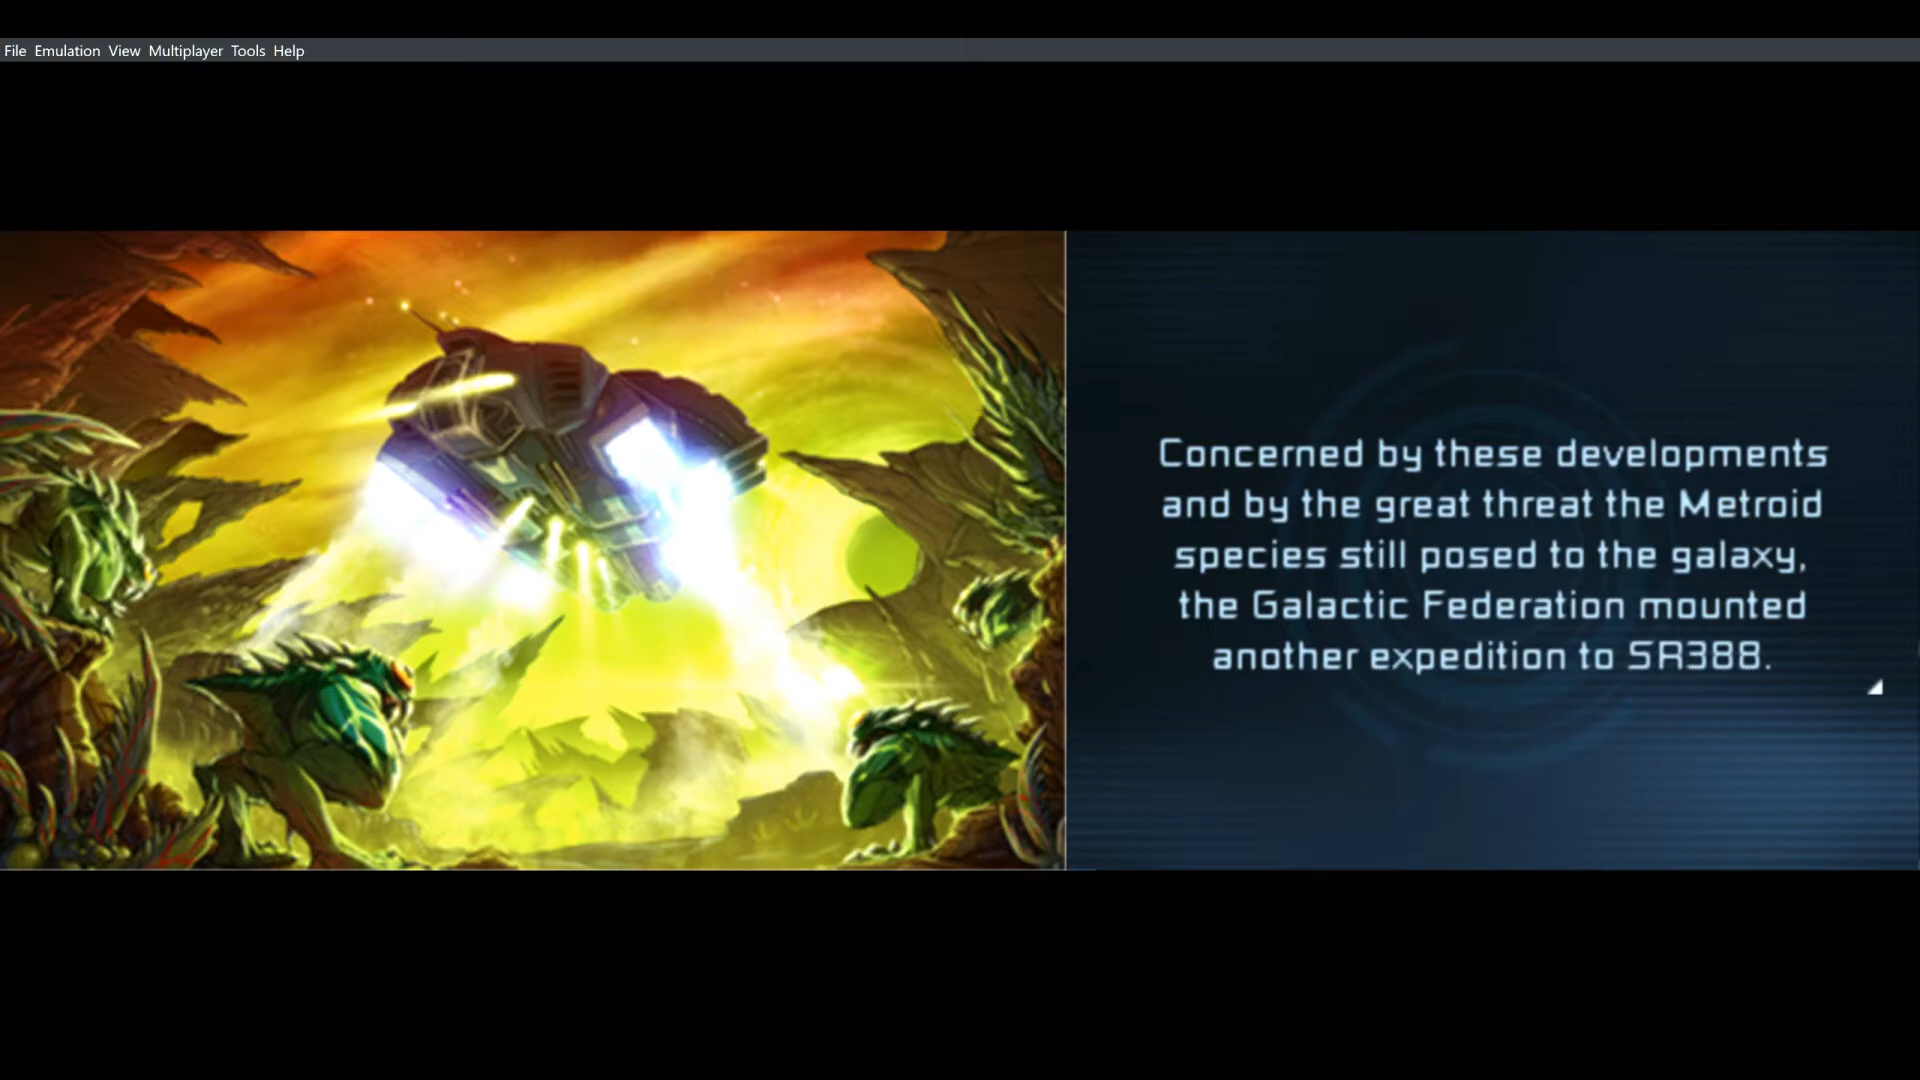 File Emulation View Multiplayer Tools Help
Concerned by these developments
and by the great threat the Metroid
species still posed to the galaxy,
the Galactic Federation mounted
another expedition to SR388.